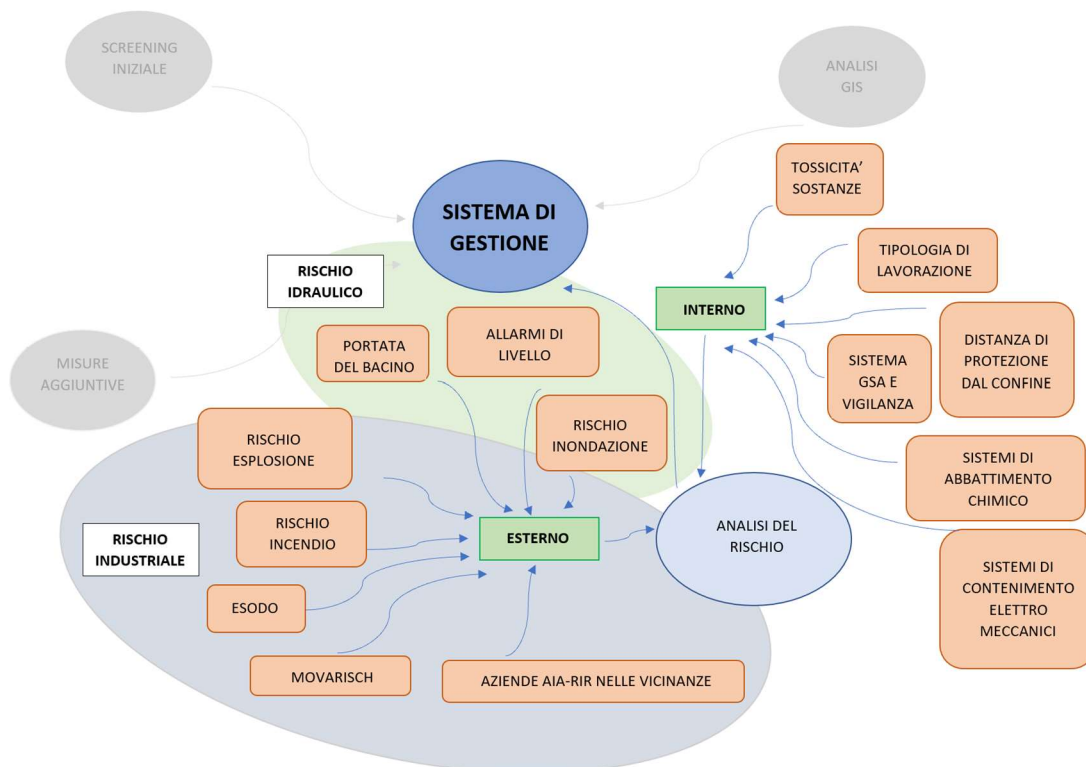 SCREENING
INIZIALE
ANALISI
GIS
TOSSICITA’
SOSTANZE
SISTEMA DI
GESTIONE
TIPOLOGIA DI
LAVORAZIONE
RISCHIO
IDRAULICO
INTERNO
PORTATA
DEL BACINO
ALLARMI DI
LIVELLO
DISTANZA DI
PROTEZIONE
DAL CONFINE
SISTEMA
GSA E
VIGILANZA
MISURE
AGGIUNTIVE
RISCHIO
ESPLOSIONE
RISCHIO
INONDAZIONE
SISTEMI DI
ABBATTIMENTO
CHIMICO
RISCHIO
INDUSTRIALE
RISCHIO
INCENDIO
ESTERNO
ANALISI DEL
RISCHIO
SISTEMI DI
CONTENIMENTO
ELETTRO
MECCANICI
ESODO
MOVARISCH
AZIENDE AIA-RIR NELLE VICINANZE